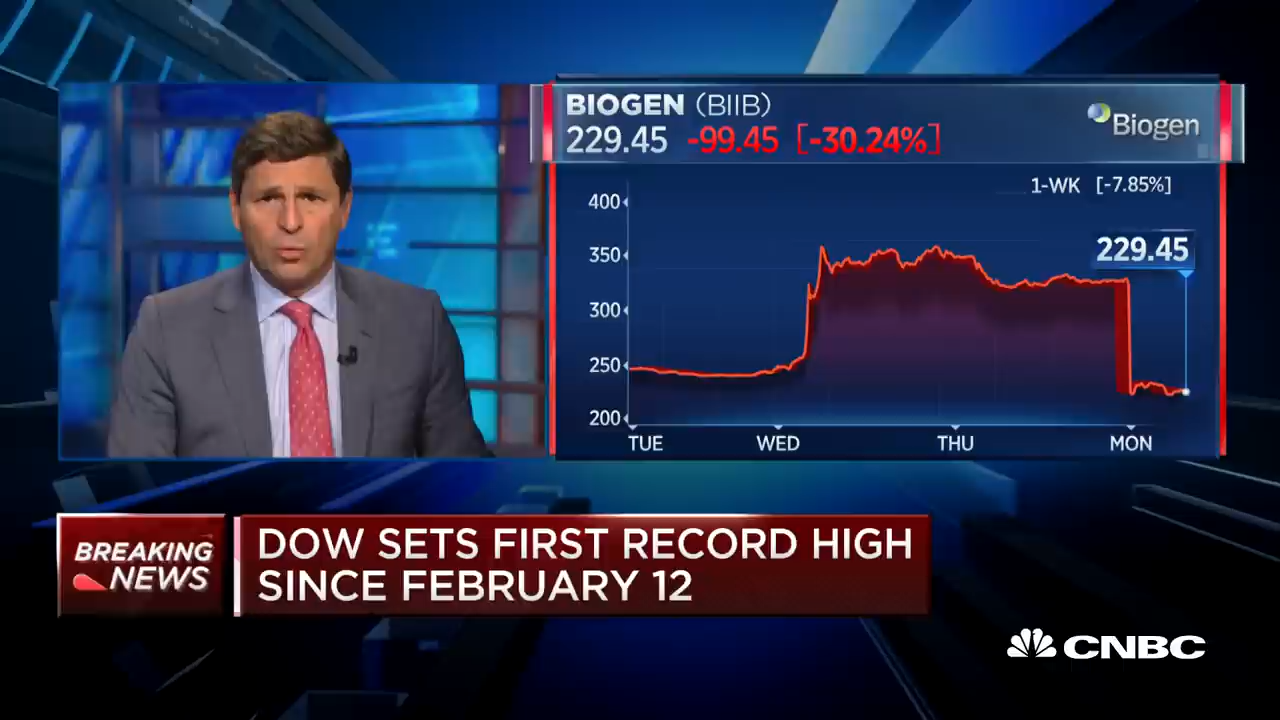 BIOGEN (BIIB)
229.45 -99.45 [-30.24%]
Biogen
1-WK [-7.85%]
400
350
300
250
200
229.45
TUE WED THU MON
BREAKING
NEWS
DOW SETS FIRST RECORD HIGH
SINCE FEBRUARY 12
CNBC